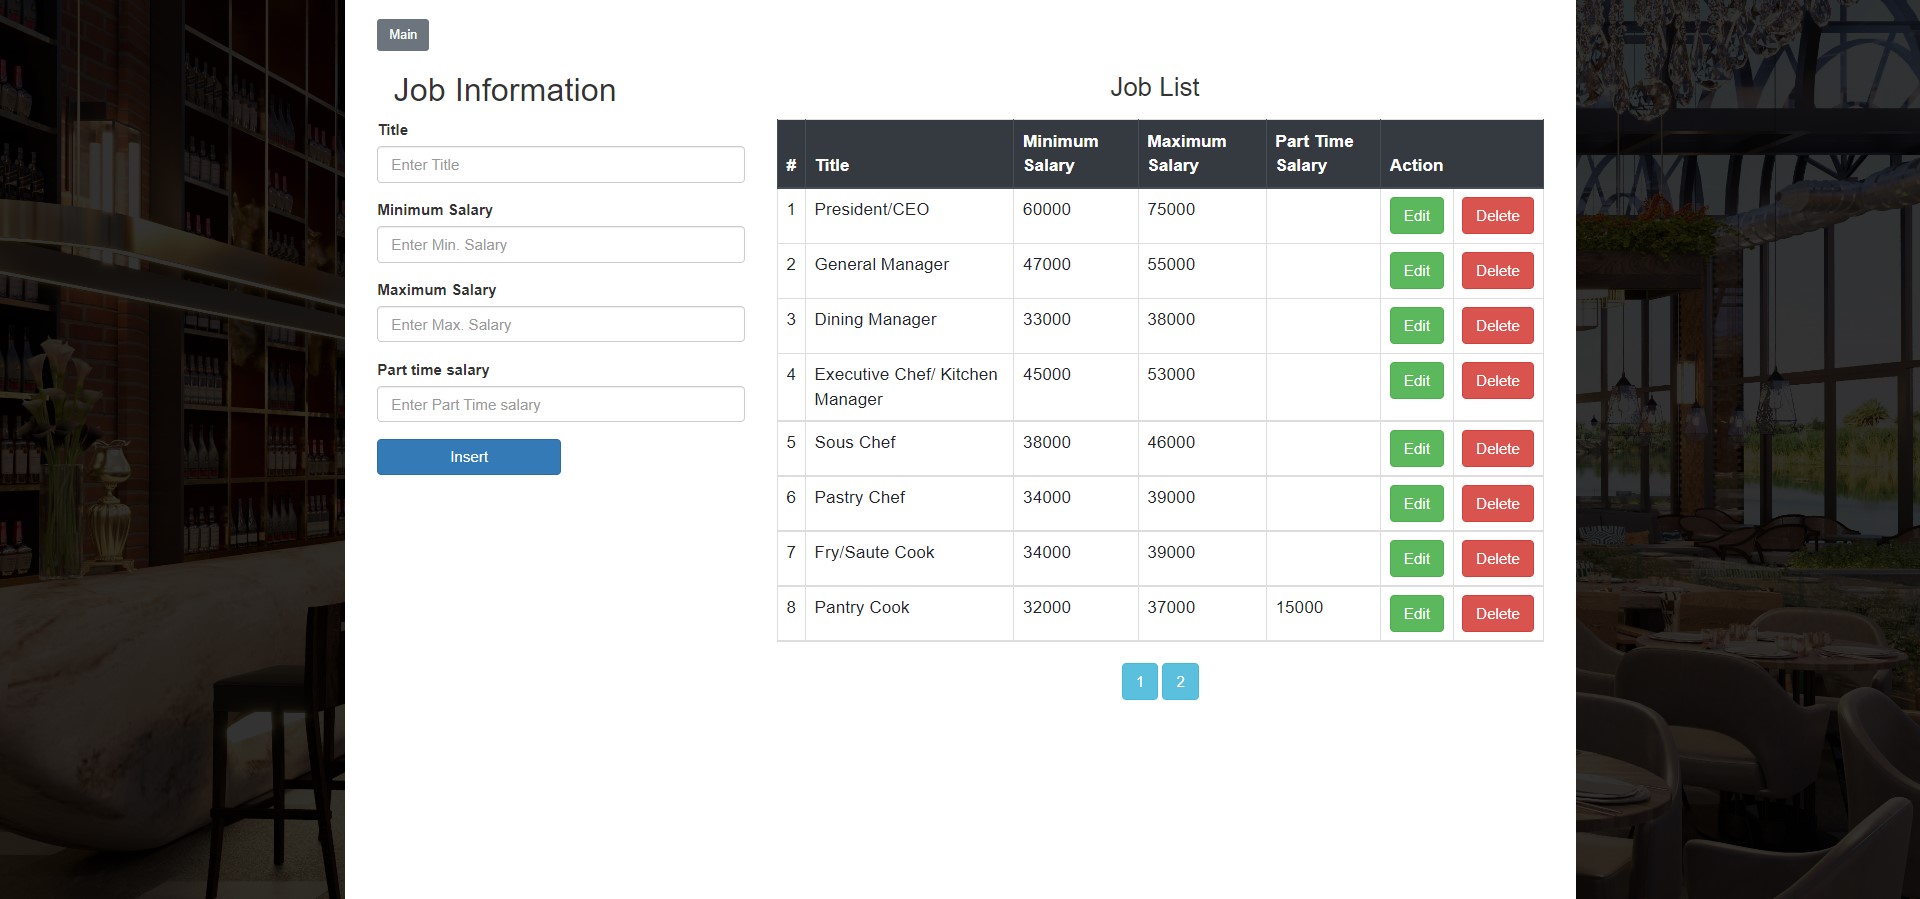 Main
Job Information
Title
Enter Title
Minimum Salary
Enter Min. Salary
Maximum Salary
Enter Max. Salary
Part time salary
Enter Part Time salary
Insert
Job List
# Title Minimum Salary Maximum Salary Part Time Salary Action
1 President/CEO 60000 75000 Edit Delete
2 General Manager 47000 55000 Edit Delete
3 Dining Manager 33000 38000 Edit Delete
4 Executive Chef/ Kitchen Manager 45000 53000 Edit Delete
5 Sous Chef 38000 46000 Edit Delete
6 Pastry Chef 34000 39000 Edit Delete
7 Fry/Saute Cook 34000 39000 Edit Delete
8 Pantry Cook 32000 37000 15000 Edit Delete
1 2